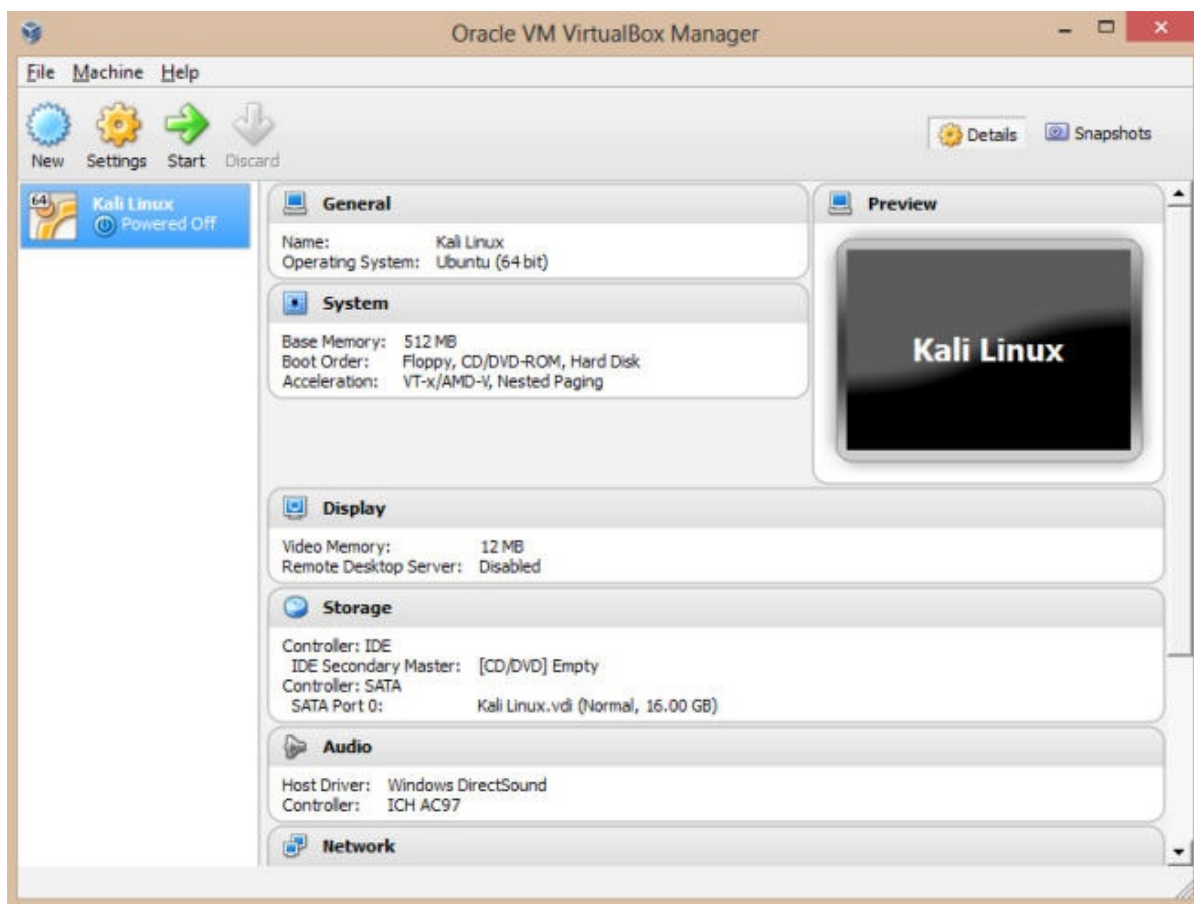 Oracle VM VirtualBox Manager
File Machine Help
New Settings Start Discard
Details Snapshots
64
Kali Linux
Powered Off
General
Name: Kali Linux
Operating System: Ubuntu (64 bit)
System
Base Memory: 512 MB
Boot Order: Floppy, CD/DVD-ROM, Hard Disk
Acceleration: VT-x/AMD-V, Nested Paging
Preview
Kali Linux
Display
Video Memory: 12 MB
Remote Desktop Server: Disabled
Storage
Controller: IDE
IDE Secondary Master: [CD/DVD] Empty
Controller: SATA
SATA Port 0: Kali Linux.vdi (Normal, 16.00 GB)
Audio
Host Driver: Windows DirectSound
Controller: ICH AC97
Network